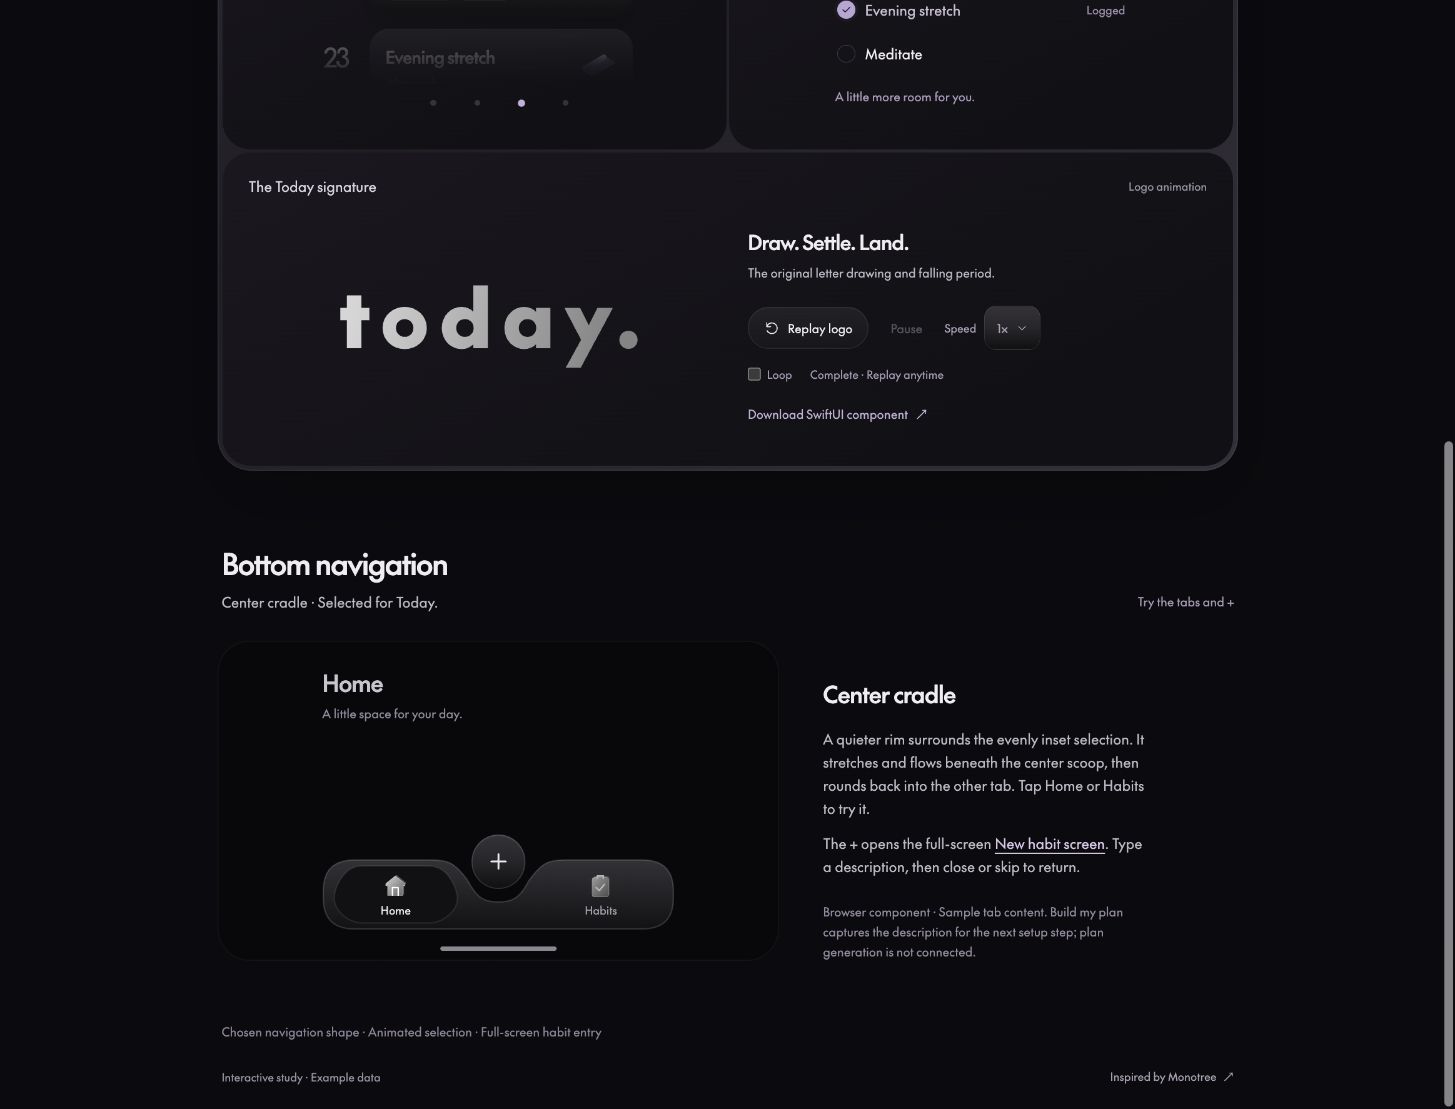 Evening stretch
Logged
23
Evening stretch
Meditate
A little more room for you.
The Today signature
Logo animation
today.
Draw. Settle. Land.
The original letter drawing and falling period.
Replay logo
Pause
Speed
1x
Loop
Complete · Replay anytime
Download SwiftUI component ↗
Bottom navigation
Center cradle · Selected for Today.
Try the tabs and +
Home
A little space for your day.
Home
Habits
Center cradle
A quieter rim surrounds the evenly inset selection. It
stretches and flows beneath the center scoop, then
rounds back into the other tab. Tap Home or Habits
to try it.
The + opens the full-screen New habit screen. Type
a description, then close or skip to return.
Browser component · Sample tab content. Build my plan
captures the description for the next setup step; plan
generation is not connected.
Chosen navigation shape · Animated selection · Full-screen habit entry
Interactive study · Example data
Inspired by Monotree ↗